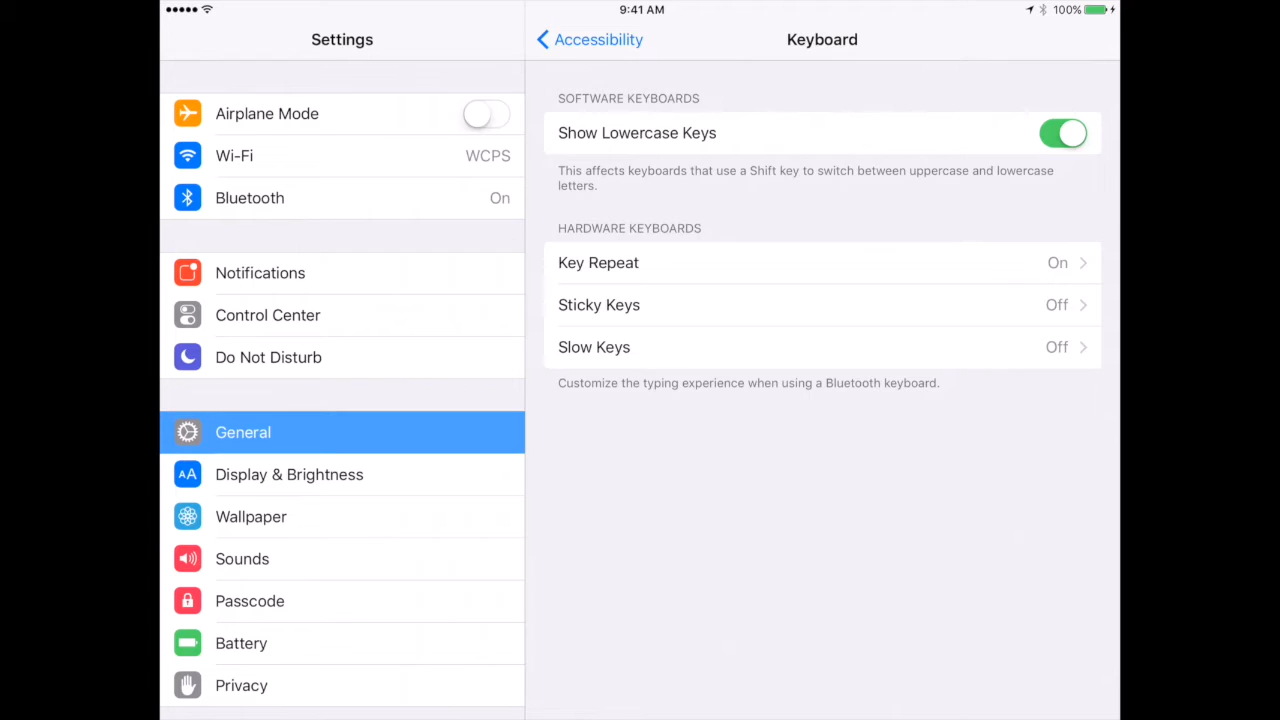 9:41 AM
100%
Settings
Airplane Mode
Wi-Fi WCPS
Bluetooth On
Notifications
Control Center
Do Not Disturb
General
AA Display & Brightness
Wallpaper
Sounds
Passcode
Battery
Privacy
Accessibility
Keyboard
SOFTWARE KEYBOARDS
Show Lowercase Keys
This affects keyboards that use a Shift key to switch between uppercase and lowercase
letters.
HARDWARE KEYBOARDS
Key Repeat On
Sticky Keys Off
Slow Keys Off
Customize the typing experience when using a Bluetooth keyboard.